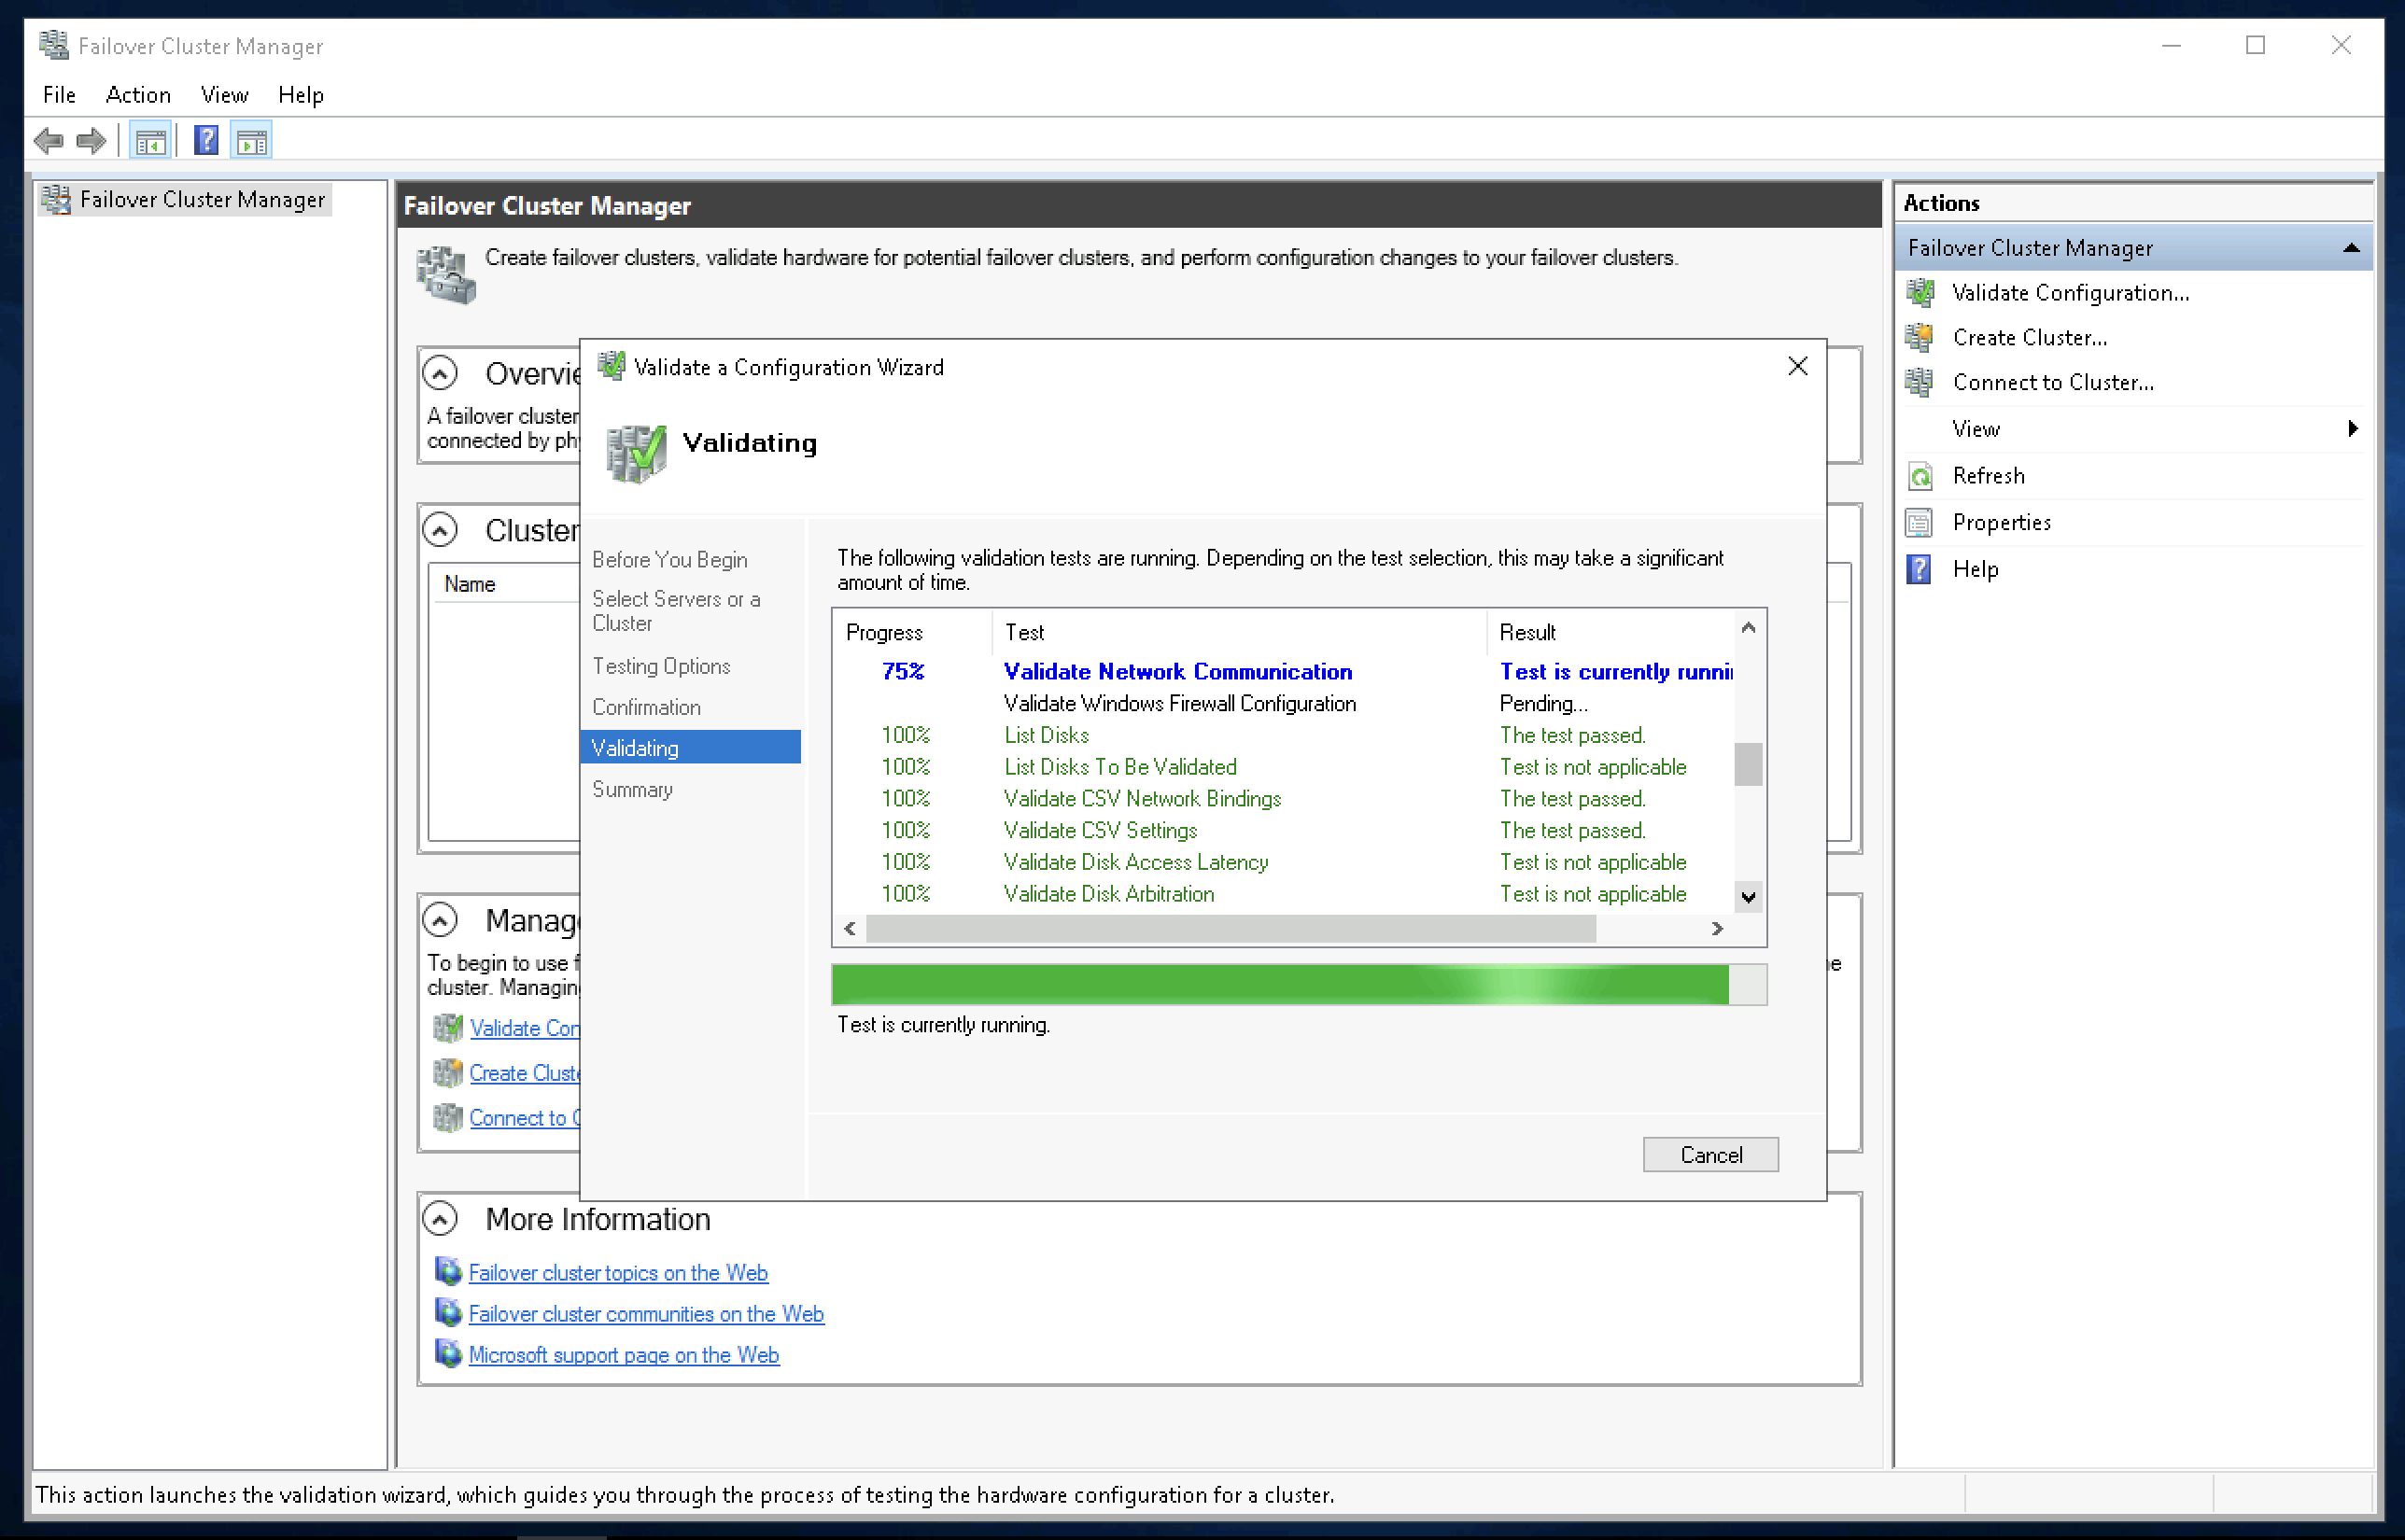 Failover Cluster Manager
File Action View Help
Failover Cluster Manager
Failover Cluster Manager
Create failover clusters, validate hardware for potential failover clusters, and perform configuration changes to your failover clusters.
A failover cluster
connected by
Cluster
Name
To begin to use
cluster.
Validate
Create
Connect to
More Information
Failover cluster topics on the Web
Failover cluster communities on the Web
Microsoft support page on the Web
Validate a Configuration Wizard
Validating
Before You Begin
Select Servers or a
Cluster
Testing Options
Confirmation
Validating
Summary
The following validation tests are running. Depending on the test selection, this may take a significant
amount of time.
Progress Test Result
75% Validate Network Communication Test is currently
Validate Windows Firewall Configuration Pending...
100% List Disks The test passed.
100% List Disks To Be Validated Test is not applicable
100% Validate CSV Network Bindings The test passed.
100% Validate CSV Settings The test passed.
100% Validate Disk Access Latency Test is not applicable
100% Validate Disk Arbitration Test is not applicable
Test is currently running.
Cancel
Actions
Failover Cluster Manager
Validate Configuration...
Create Cluster...
Connect to Cluster...
View
Refresh
Properties
Help
This action launches the validation wizard, which guides you through the process of testing the hardware configuration for a cluster.